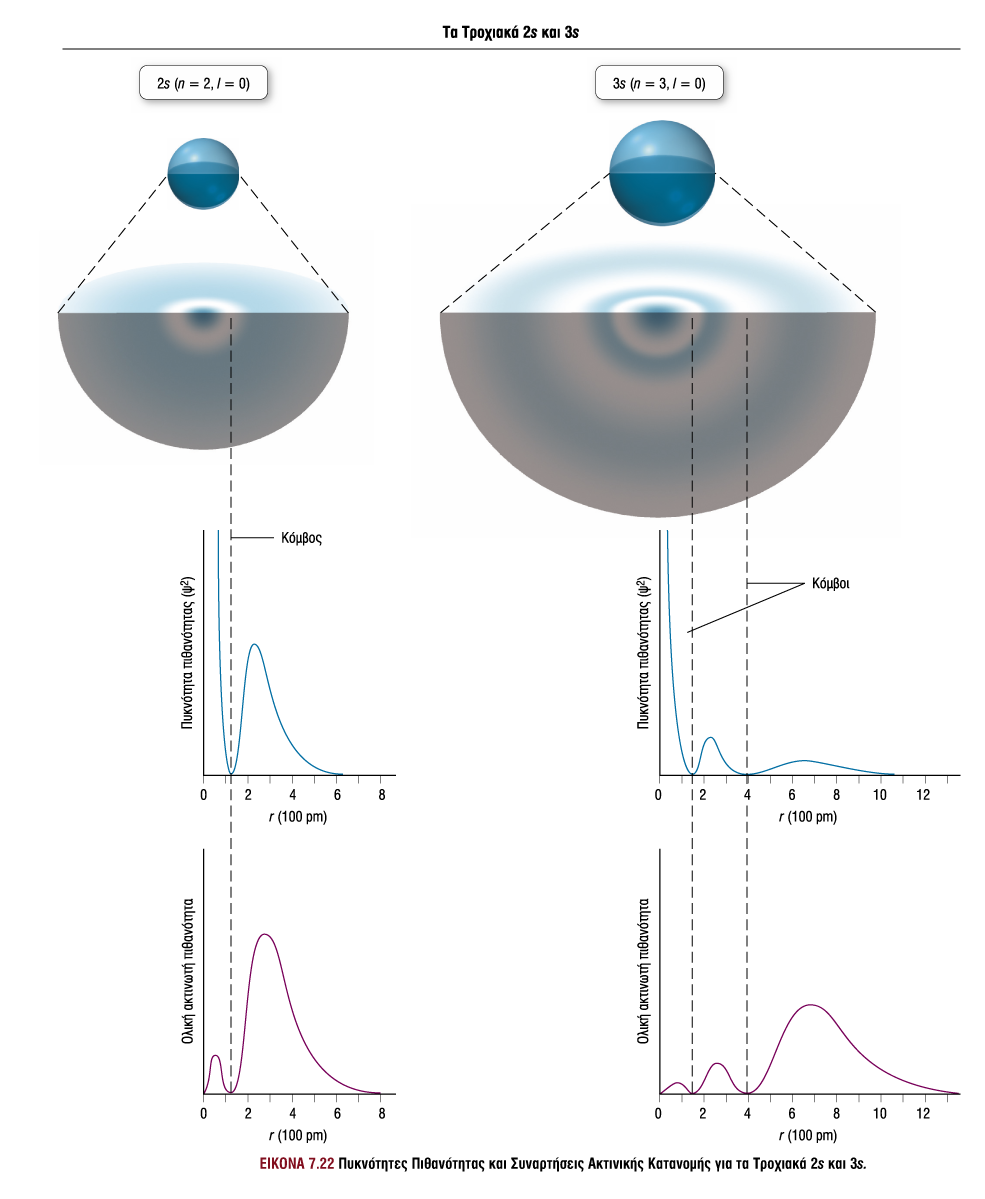 Τα Τροχιακά 2s και 3s
2s (n = 2, l = 0)
3s (n = 3, l = 0)
Κόμβος
Πυκνότητα πιθανότητας (ψ²)
0 2 4 6 8
r (100 pm)
Κόμβοι
Πυκνότητα πιθανότητας (ψ²)
0 2 4 6 8 10 12
r (100 pm)
Ολική ακτινωτή πιθανότητα
0 2 4 6 8
r (100 pm)
Ολική ακτινωτή πιθανότητα
0 2 4 6 8 10 12
r (100 pm)
ΕΙΚΟΝΑ 7.22 Πυκνότητες Πιθανότητας και Συναρτήσεις Ακτινικής Κατανομής για τα Τροχιακά 2s και 3s.